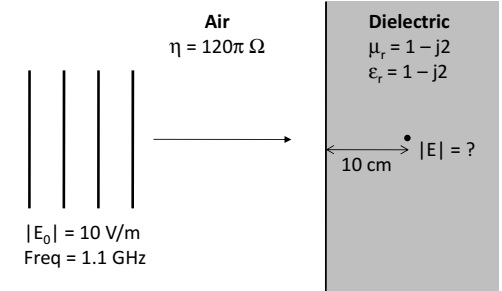 Air
η = 120π Ω
Dielectric
μr = 1 – j2
εr = 1 – j2
|E| = ?
10 cm
|E0| = 10 V/m
Freq = 1.1 GHz